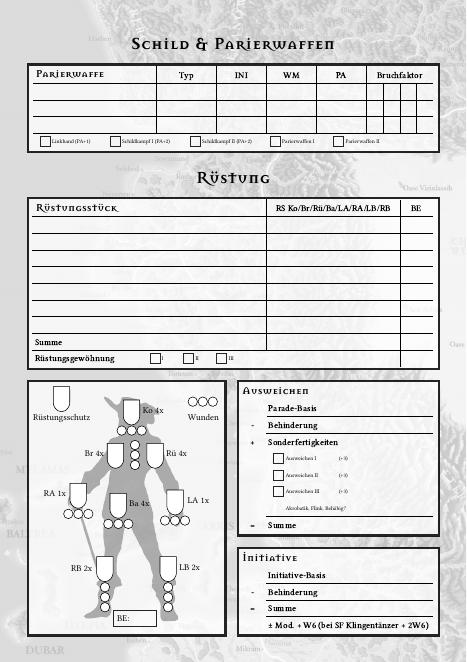 Schild & Parierwaffen
Parierwaffe Typ INI WM PA Bruchfaktor
Linkhand (PA+1) Schildkampf I (PA+2) Schildkampf II (PA+2) Parierwaffen I Parierwaffen II
Rüstung
Oase Virinlassih
Rüstungsstück RS Ko/Br/Rü/Ba/LA/RA/LB/RB BE
Summe
Rüstungsgewöhnung I II III
Oase
Rüstungsschutz
Wunden
Ko 4x
Br 4x
Rü 4x
RA 1x
Ba 4x
LA 1x
RB 2x
LB 2x
BE:
Ausweichen
Parade-Basis
- Behinderung
+ Sonderfertigkeiten
Ausweichen I (+3)
Ausweichen II (+3)
Ausweichen III (+3)
Akrobatik, Flink, Behäbig?
= Summe
Initiative
Initiative-Basis
- Behinderung
= Summe
± Mod. + W6 (bei SF Klingentänzer + 2W6)
DUBAR